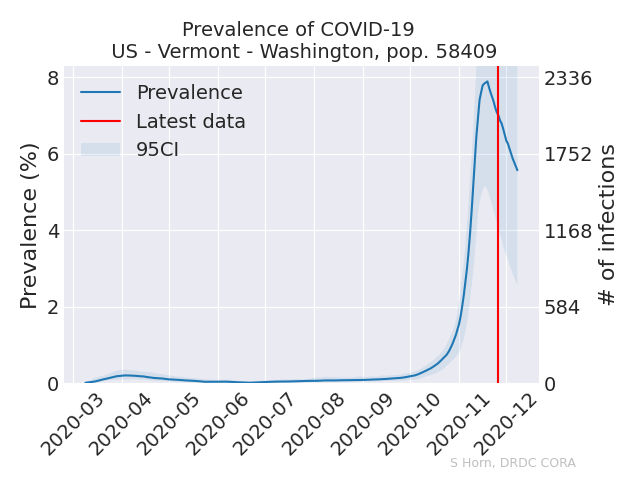 Prevalence of COVID-19
US - Vermont - Washington, pop. 58409
Prevalence
Latest data
95CI
Prevalence (%)
8
6
4
2
0
2336
1752
1168
584
0
# of infections
2020-03
2020-04
2020-05
2020-06
2020-07
2020-08
2020-09
2020-10
2020-11
2020-12
S Horn, DRDC CORA